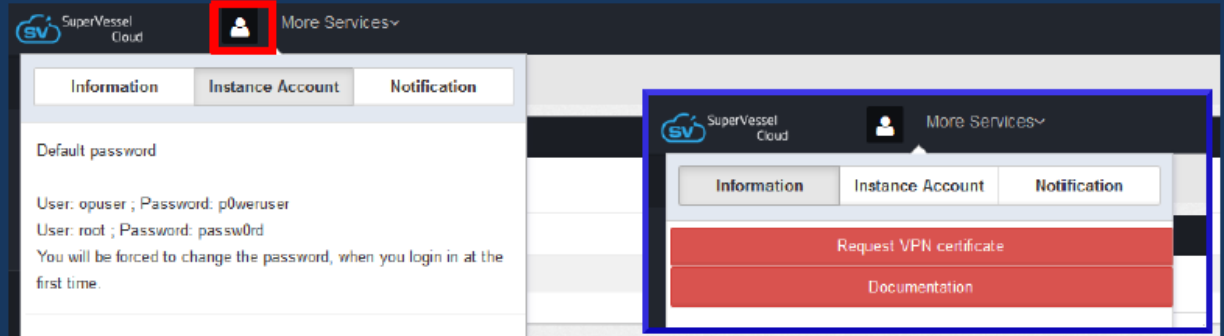 SuperVessel
Cloud
SV
More Services
Information
Instance Account
Notification
Default password
User: opuser ; Password: p0weruser
User: root ; Password: passw0rd
You will be forced to change the password, when you login in at the
first time.
SuperVessel
Cloud
SV
More Services
Information
Instance Account
Notification
Request VPN certificate
Documentation